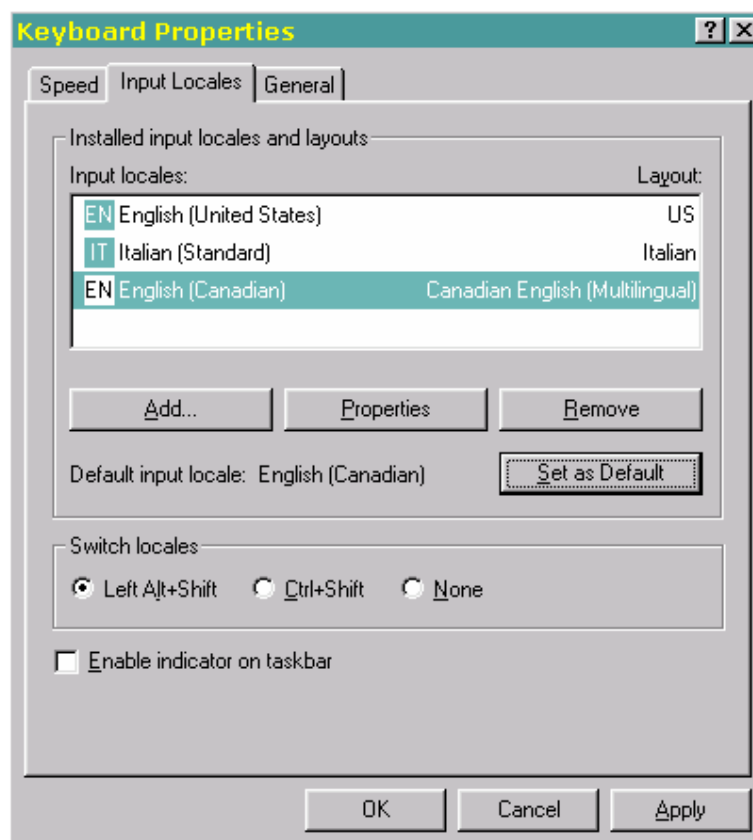 Keyboard Properties
Speed Input Locales General
Installed input locales and layouts
Input locales: Layout:
EN English (United States) US
IT Italian (Standard) Italian
EN English (Canadian) Canadian English (Multilingual)
Add... Properties Remove
Default input locale: English (Canadian) Set as Default
Switch locales
Left Alt+Shift Ctrl+Shift None
Enable indicator on taskbar
OK Cancel Apply